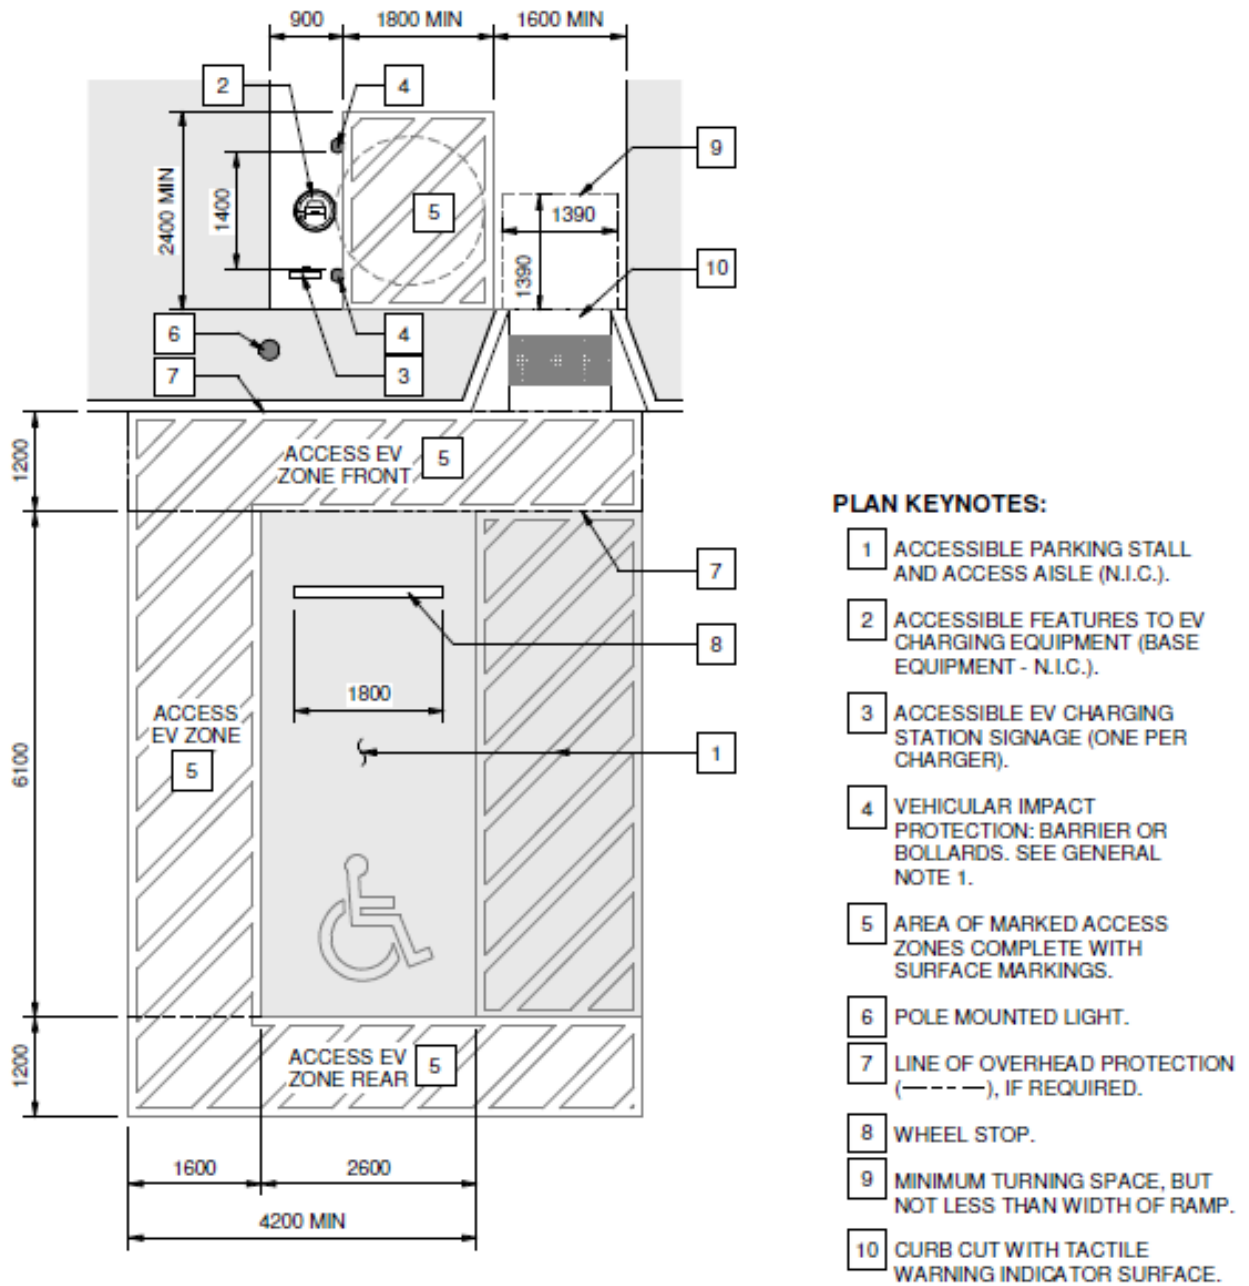 900
1800 MIN
1600 MIN
2
4
9
2400 MIN
1400
5
1390
1390
10
6
4
7
3
1200
ACCESS EV
ZONE FRONT
5
7
8
1800
6100
ACCESS
EV ZONE
5
1
1200
ACCESS EV
ZONE REAR
5
1600
2600
4200 MIN
PLAN KEYNOTES:
1 ACCESSIBLE PARKING STALL
AND ACCESS AISLE (N.I.C.).
2 ACCESSIBLE FEATURES TO EV
CHARGING EQUIPMENT (BASE
EQUIPMENT - N.I.C.).
3 ACCESSIBLE EV CHARGING
STATION SIGNAGE (ONE PER
CHARGER).
4 VEHICULAR IMPACT
PROTECTION: BARRIER OR
BOLLARDS. SEE GENERAL
NOTE 1.
5 AREA OF MARKED ACCESS
ZONES COMPLETE WITH
SURFACE MARKINGS.
6 POLE MOUNTED LIGHT.
7 LINE OF OVERHEAD PROTECTION
(—---—), IF REQUIRED.
8 WHEEL STOP.
9 MINIMUM TURNING SPACE, BUT
NOT LESS THAN WIDTH OF RAMP.
10 CURB CUT WITH TACTILE
WARNING INDICATOR SURFACE.